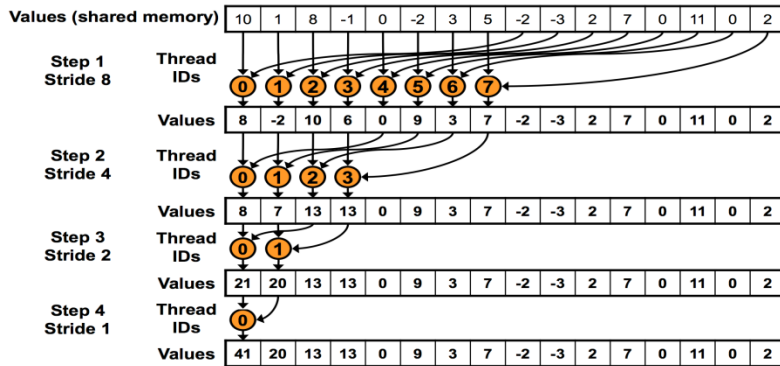 Values (shared memory) 10 1 8 -1 0 -2 3 5 -2 -3 2 7 0 11 0 2
Step 1 Thread
Stride 8 IDs 0 1 2 3 4 5 6 7
Values 8 -2 10 6 0 9 3 7 -2 -3 2 7 0 11 0 2
Step 2 Thread
Stride 4 IDs 0 1 2 3
Values 8 7 13 13 0 9 3 7 -2 -3 2 7 0 11 0 2
Step 3 Thread
Stride 2 IDs 0 1
Values 21 20 13 13 0 9 3 7 -2 -3 2 7 0 11 0 2
Step 4 Thread
Stride 1 IDs 0
Values 41 20 13 13 0 9 3 7 -2 -3 2 7 0 11 0 2